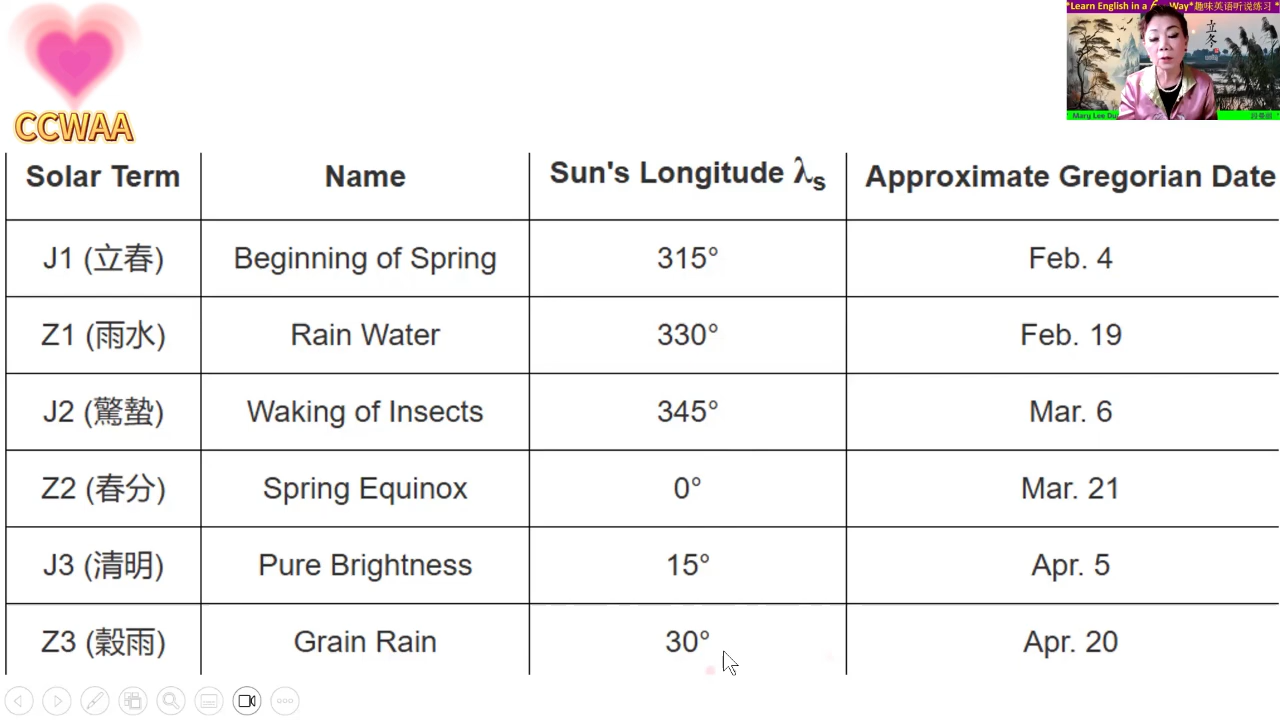 *Learn English in a Way*趣味英语听说练习 *
立冬
* Mary Lee Du
CCWAA
Solar Term Name Sun's Longitude λs Approximate Gregorian Date
J1 (立春) Beginning of Spring 315° Feb. 4
Z1 (雨水) Rain Water 330° Feb. 19
J2 (驚蟄) Waking of Insects 345° Mar. 6
Z2 (春分) Spring Equinox 0° Mar. 21
J3 (清明) Pure Brightness 15° Apr. 5
Z3 (穀雨) Grain Rain 30° Apr. 20